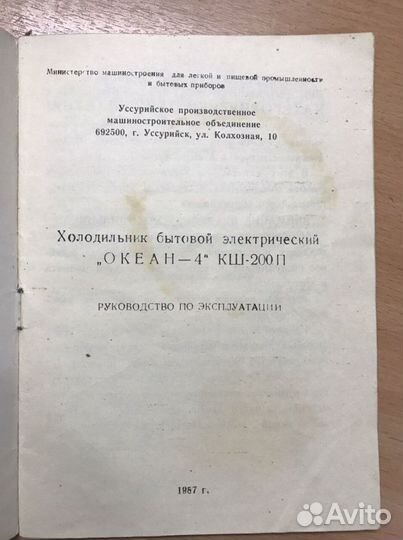 Министерство машиностроения для легкой и пищевой промышленности
и бытовых приборов
Уссурийское производственное
машиностроительное объединение
692500, г. Уссурийск, ул. Колхозная, 10
Холодильник бытовой электрический
„ОКЕАН—4" КШ-200П
РУКОВОДСТВО ПО ЭКСПЛУАТАЦИИ
1987 г.
Avito